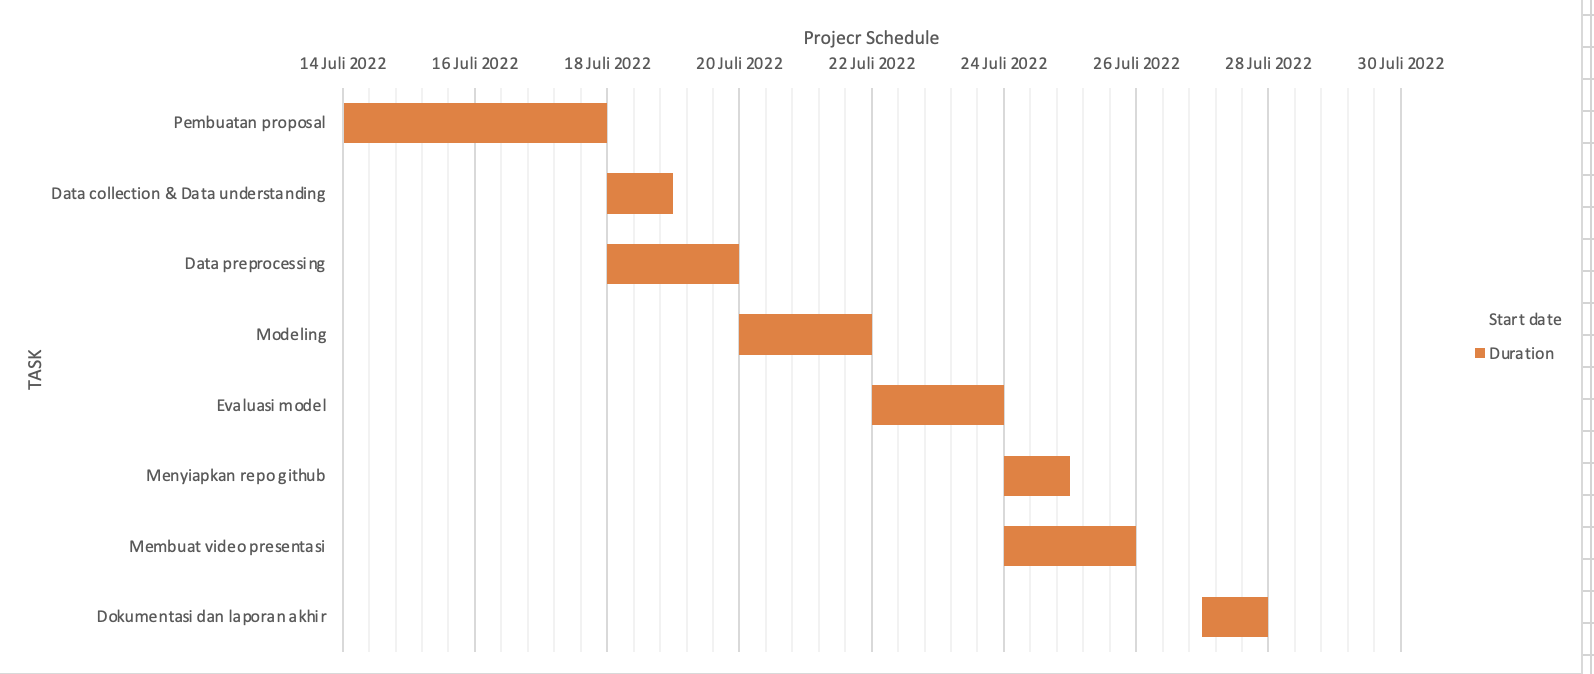 Projecr Schedule
14 Juli 2022 16 Juli 2022 18 Juli 2022 20 Juli 2022 22 Juli 2022 24 Juli 2022 26 Juli 2022 28 Juli 2022 30 Juli 2022
Pembuatan proposal
Data collection & Data understanding
Data preprocessing
Modeling
Evaluasi model
Menyiapkan repo github
Membuat video presentasi
Dokumentasi dan laporan akhir
TASK
Start date
Duration